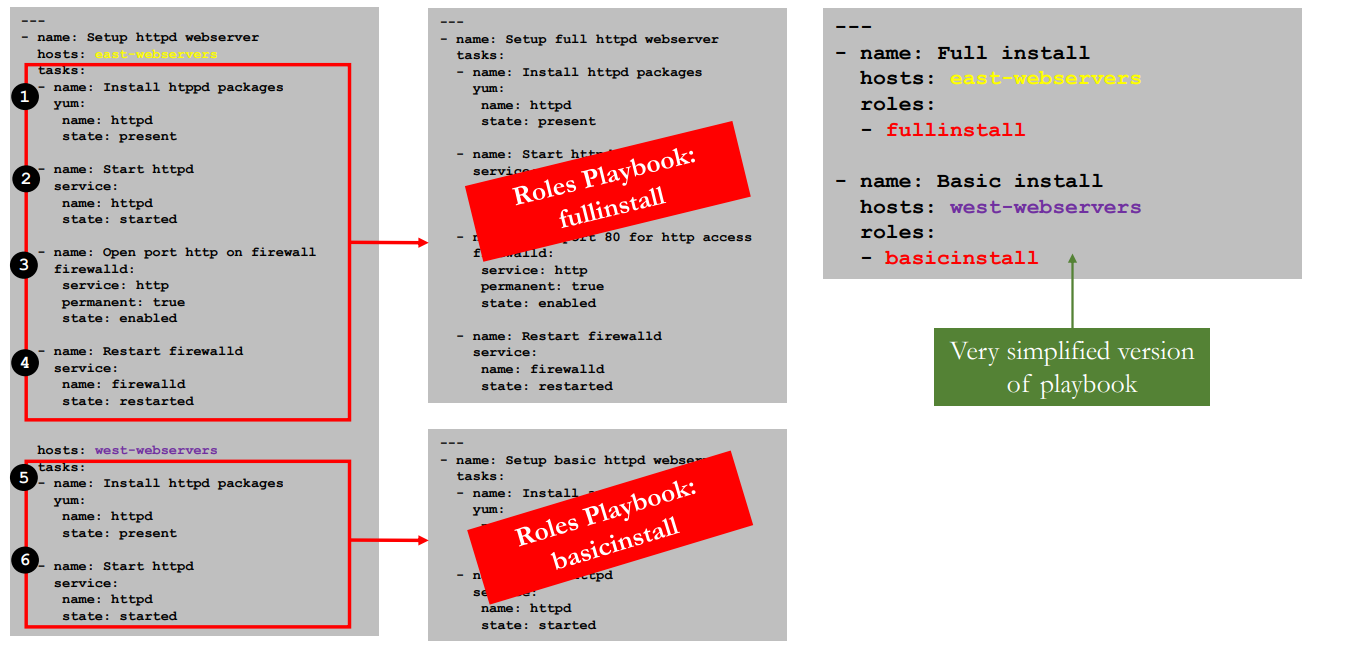 ---
- name: Setup httpd webserver
hosts: east-webservers
tasks:
1
- name: Install htppd packages
yum:
name: httpd
state: present
2
- name: Start httpd
service:
name: httpd
state: started
3
- name: Open port http on firewall
firewalld:
service: http
permanent: true
state: enabled
4
- name: Restart firewalld
service:
name: firewalld
state: restarted
hosts: west-webservers
tasks:
5
- name: Install httpd packages
yum:
name: httpd
state: present
6
- name: Start httpd
service:
name: httpd
state: started
---
- name: Setup full httpd webserver
tasks:
- name: Install httpd packages
yum:
name: httpd
state: present
- name: Start
Roles Playbook:
fullinstall
80 for http access
service: http
permanent: true
state: enabled
- name: Restart firewalld
service:
name: firewalld
state: restarted
---
- name: Setup basic httpd
tasks:
- name: Install
yum:
Roles Playbook:
basicinstall
name: httpd
state: started
---
- name: Full install
hosts: east-webservers
roles:
- fullinstall
- name: Basic install
hosts: west-webservers
roles:
- basicinstall
Very simplified version
of playbook